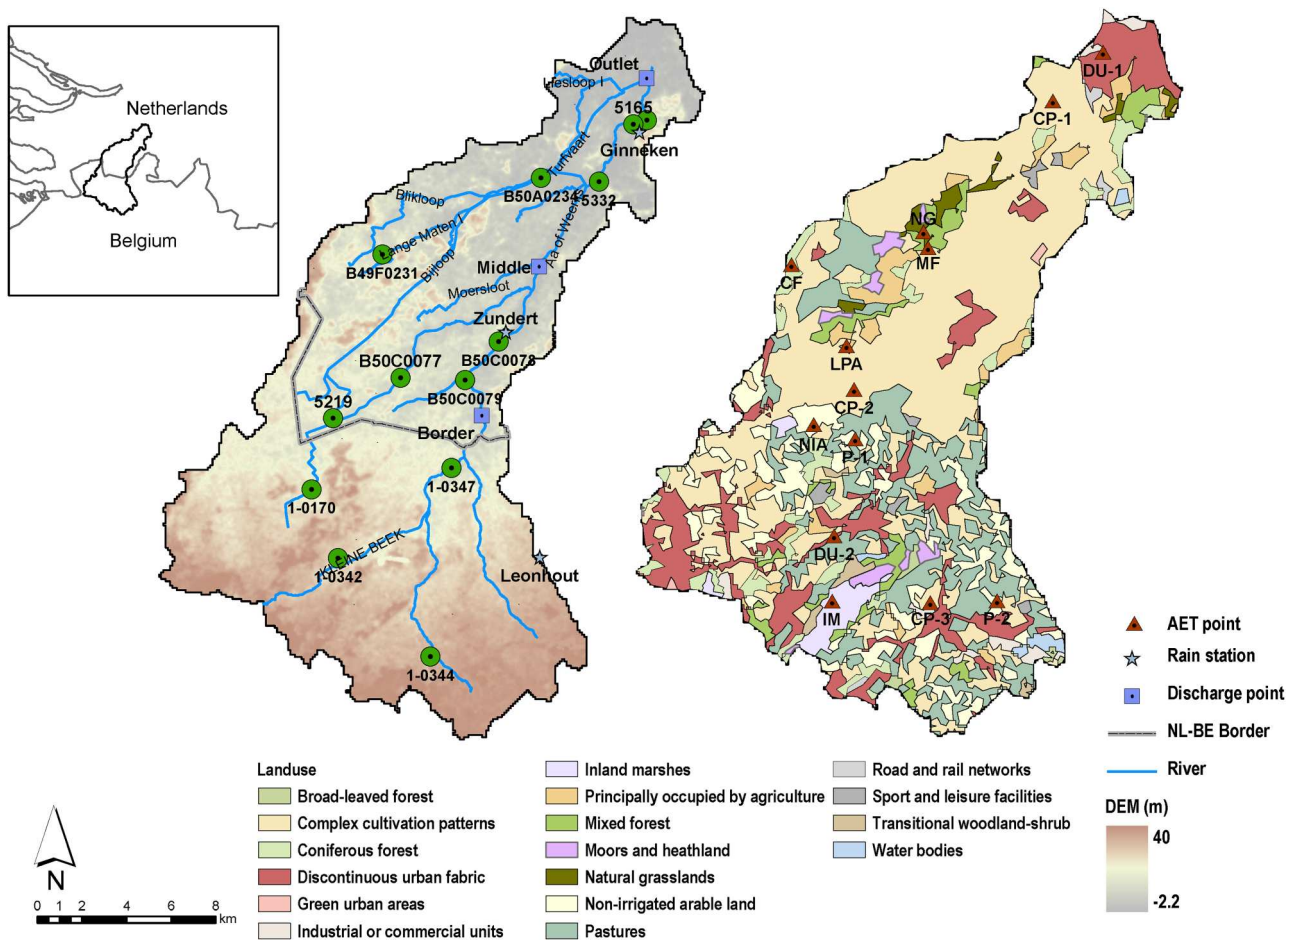 Netherlands
Belgium
Outlet
5165
Ginneken
Turfvaart
B50A0234
5332
Blikloop
Lange Maten I
Bijloop
B49F0231
Aa of Weerijs
Middle
Moersloot
Zundert
B50C0077
B50C0078
B50C0079
5219
Border
1-0347
1-0170
KLEINE BEEK
1-0342
Leonhout
1-0344
DU-1
CP-1
NG
MF
CF
LPA
CP-2
NIA
P-1
DU-2
IM
CP-3
P-2
AET point
Rain station
Discharge point
NL-BE Border
River
DEM (m)
40
-2.2
Landuse
Broad-leaved forest
Complex cultivation patterns
Coniferous forest
Discontinuous urban fabric
Green urban areas
Industrial or commercial units
Inland marshes
Principally occupied by agriculture
Mixed forest
Moors and heathland
Natural grasslands
Non-irrigated arable land
Pastures
Road and rail networks
Sport and leisure facilities
Transitional woodland-shrub
Water bodies
N
0 1 2 4 6 8
km